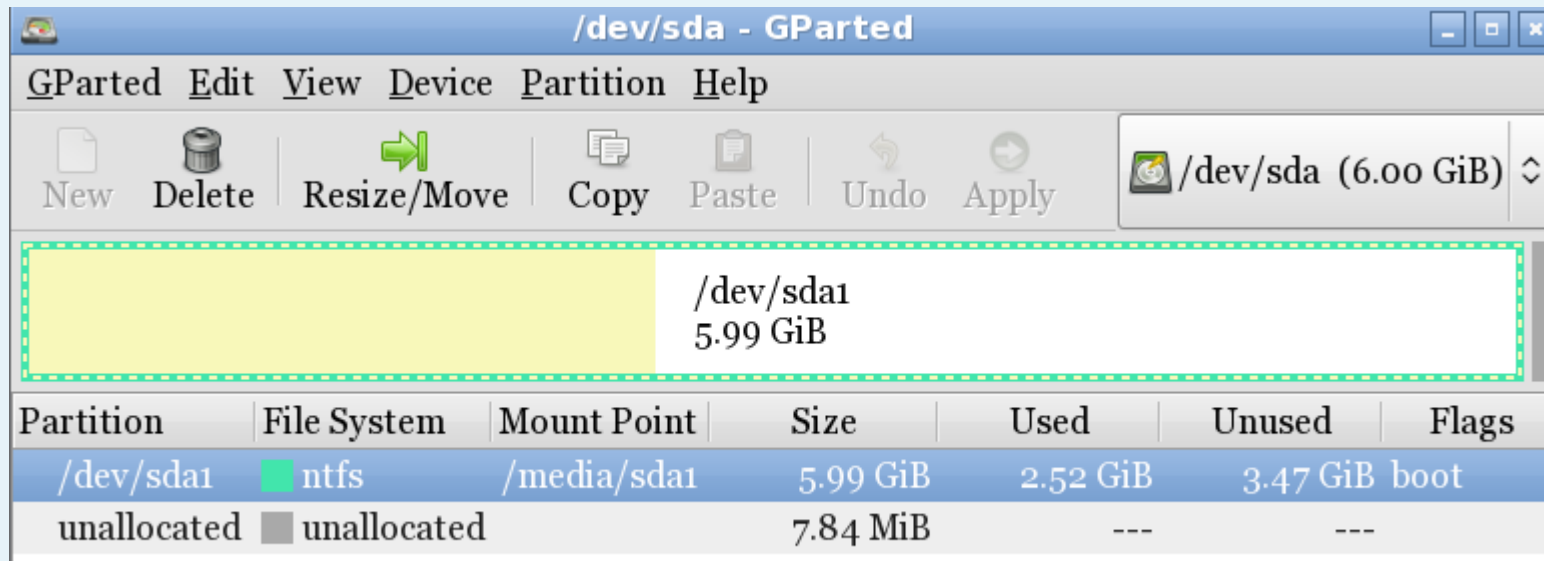 /dev/sda - GParted
GParted Edit View Device Partition Help
New Delete Resize/Move Copy Paste Undo Apply /dev/sda (6.00 GiB)
/dev/sda1
5.99 GiB
Partition File System Mount Point Size Used Unused Flags
/dev/sda1 ntfs /media/sda1 5.99 GiB 2.52 GiB 3.47 GiB boot
unallocated unallocated 7.84 MiB --- ---